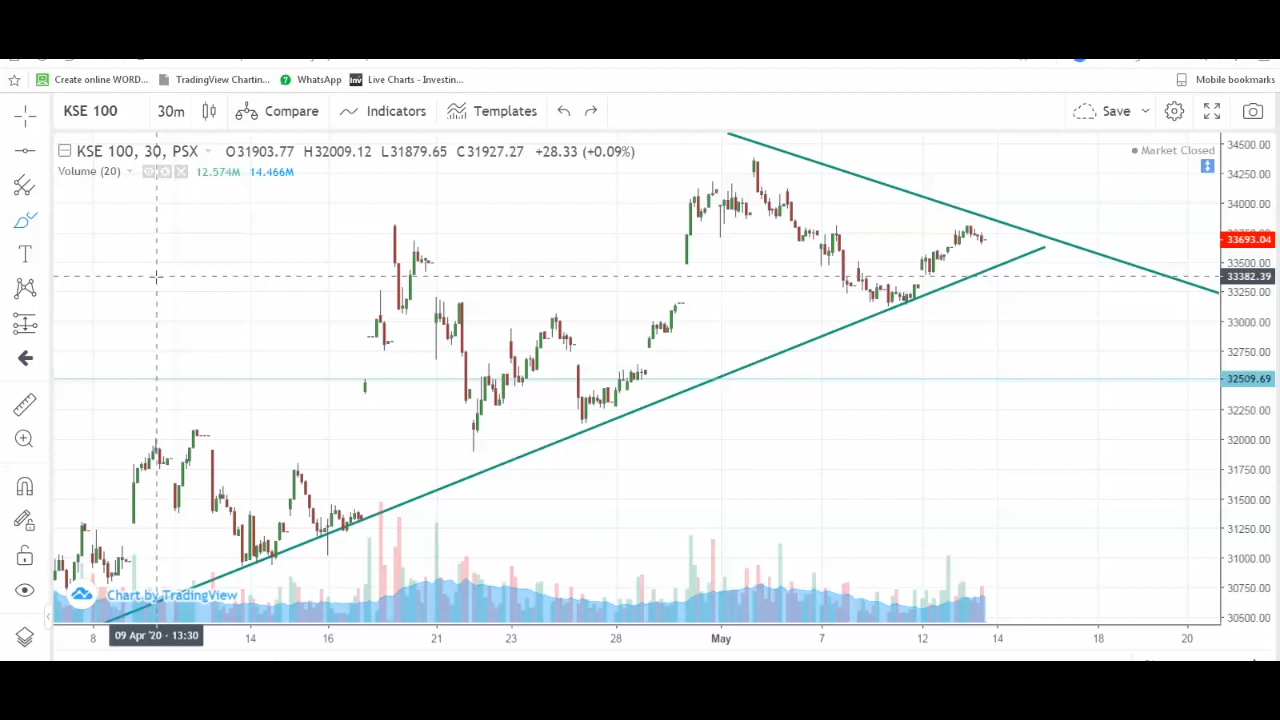 Create online WORD... TradingView Chartin... WhatsApp Inv Live Charts - Investin... Mobile bookmarks
KSE 100 30m Compare Indicators Templates Save
KSE 100, 30, PSX O31903.77 H32009.12 L31879.65 C31927.27 +28.33 (+0.09%)
Market Closed
Volume (20) 12.574M 14.466M
34500.00
34250.00
34000.00
33693.04
33500.00
33382.39
33250.00
33000.00
32750.00
32509.69
32250.00
32000.00
31750.00
31500.00
31250.00
31000.00
30750.00
30500.00
Chart by TradingView
8 09 Apr '20 - 13:30 14 16 21 23 28 May 7 12 14 18 20